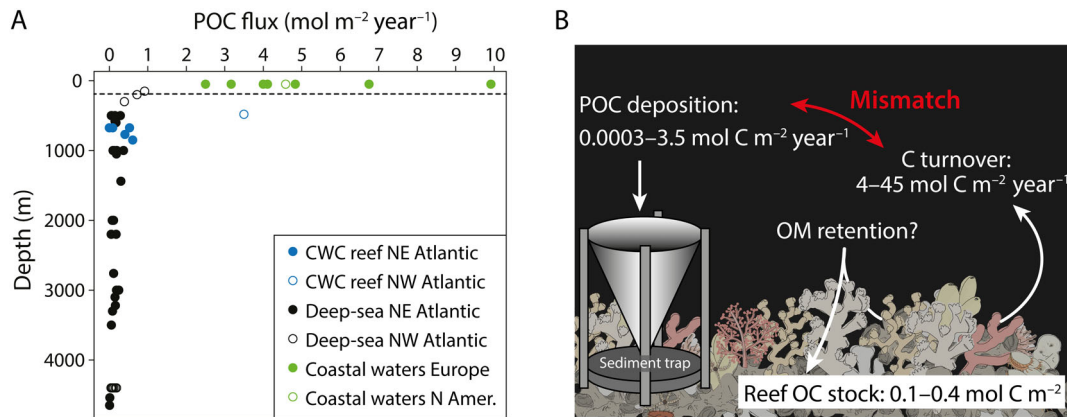 A
POC flux (mol m⁻² year⁻¹)
0 1 2 3 4 5 6 7 8 9 10
Depth (m)
0
1000
2000
3000
4000
CWC reef NE Atlantic
CWC reef NW Atlantic
Deep-sea NE Atlantic
Deep-sea NW Atlantic
Coastal waters Europe
Coastal waters N Amer.
B
POC deposition:
0.0003–3.5 mol C m⁻² year⁻¹
Mismatch
C turnover:
4–45 mol C m⁻² year⁻¹
OM retention?
Sediment trap
Reef OC stock: 0.1–0.4 mol C m⁻²